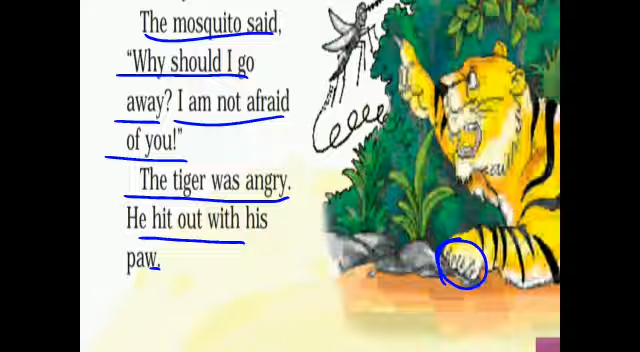 The mosquito said,
"Why should I go
away? I am not afraid
of you!"
The tiger was angry.
He hit out with his
paw.